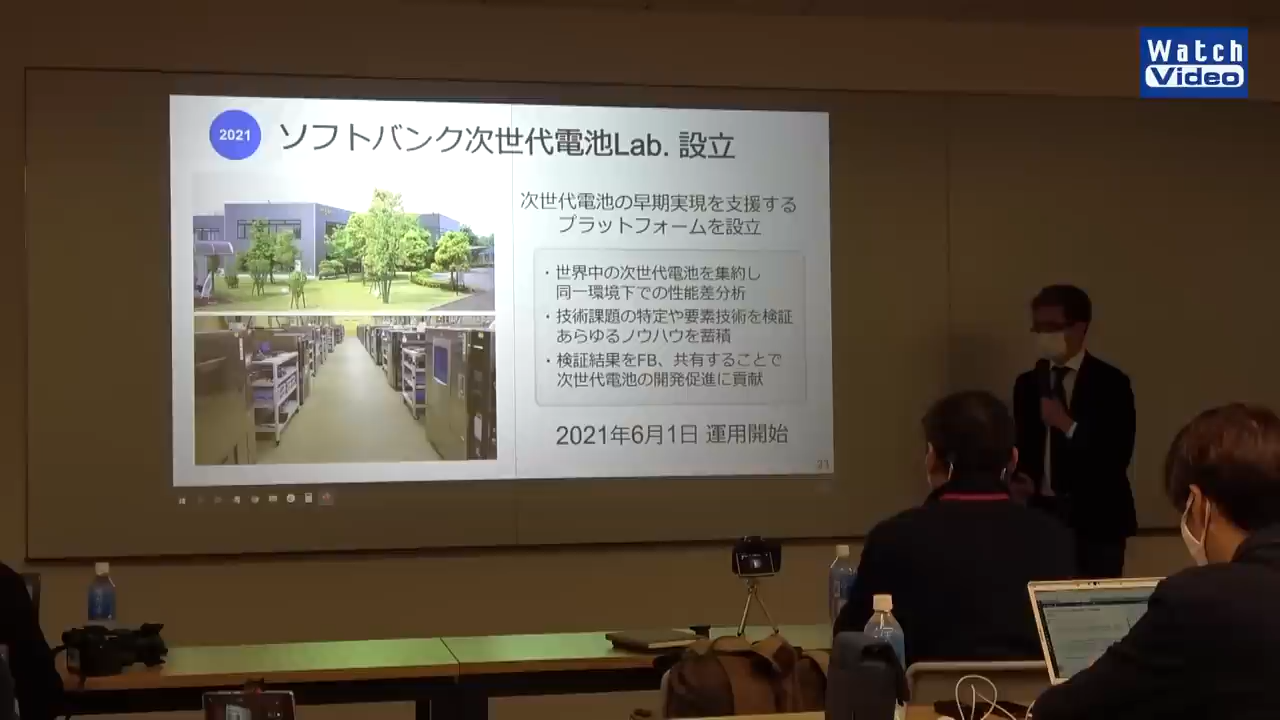 Watch
Video
2021
ソフトバンク次世代電池Lab. 設立
次世代電池の早期実現を支援する
プラットフォームを設立
・世界中の次世代電池を集約し
同一環境下での性能差分析
・技術課題の特定や要素技術を検証
あらゆるノウハウを蓄積
・検証結果をFB、共有することで
次世代電池の開発促進に貢献
2021年6月1日 運用開始